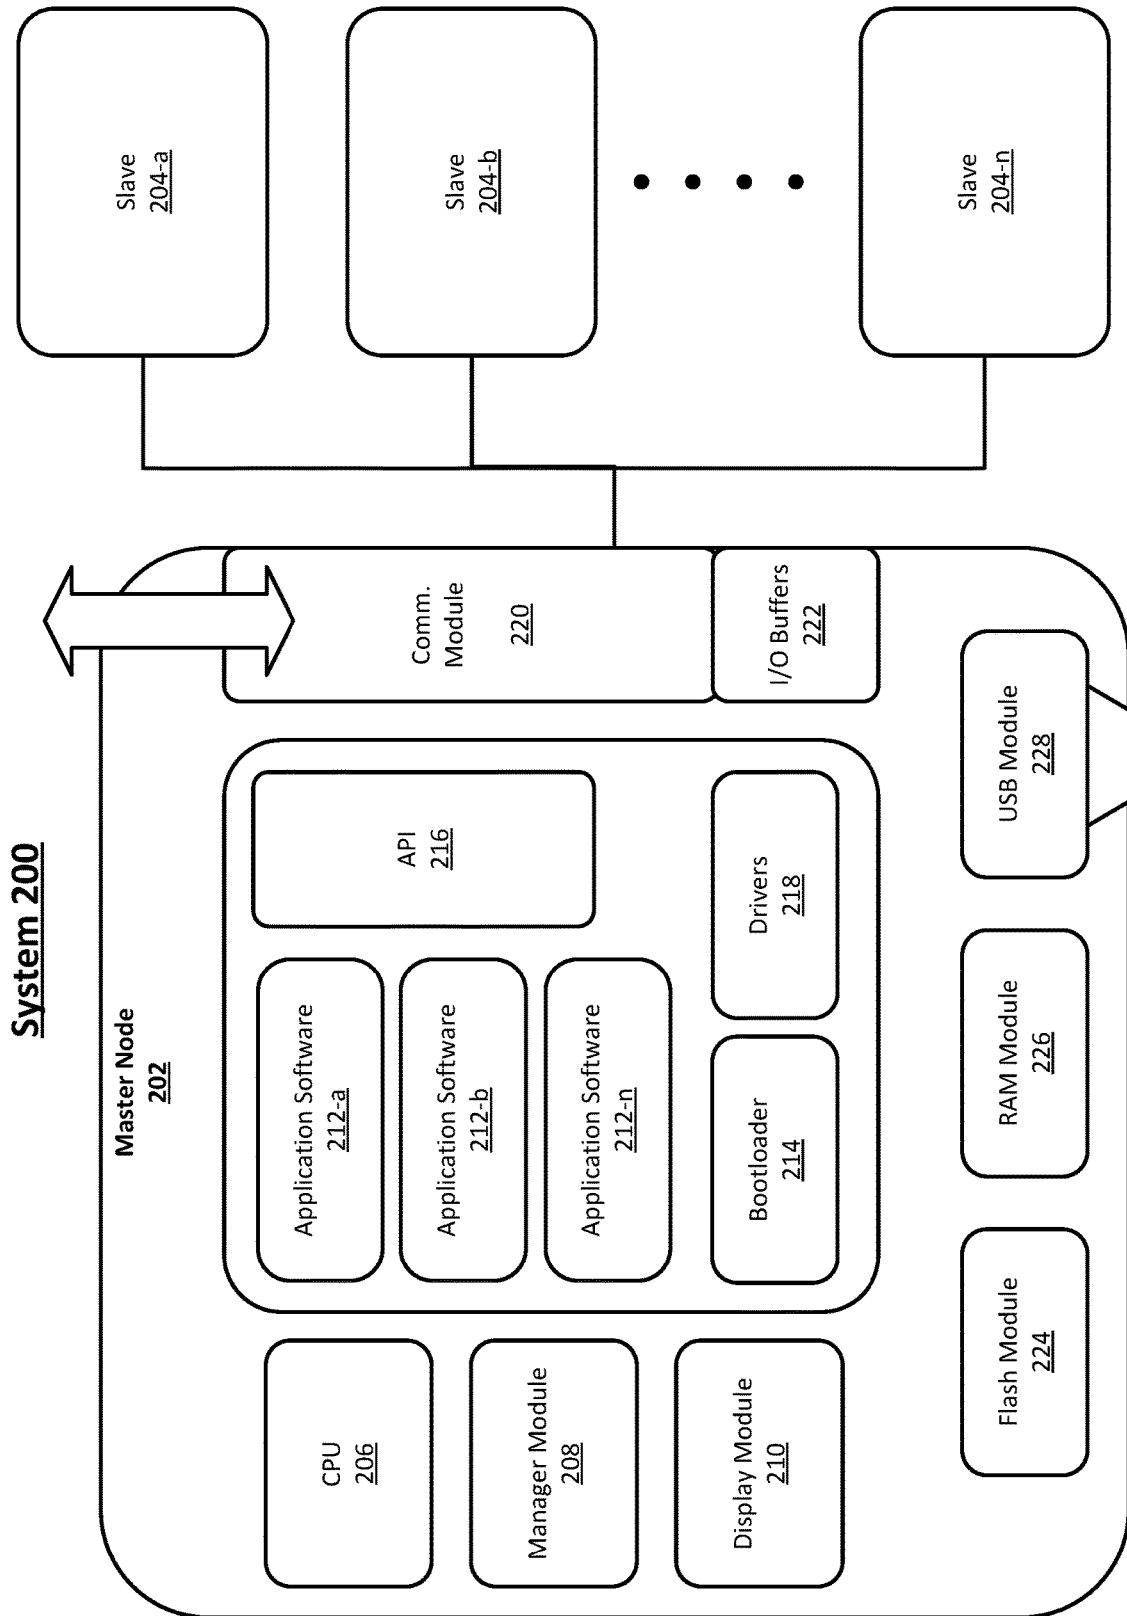 System 200
Master Node
202
CPU
206
Manager Module
208
Display Module
210
Application Software
212-a
Application Software
212-b
Application Software
212-n
API
216
Bootloader
214
Drivers
218
Comm.
Module
220
I/O Buffers
222
Flash Module
224
RAM Module
226
USB Module
228
Slave
204-a
Slave
204-b
Slave
204-n